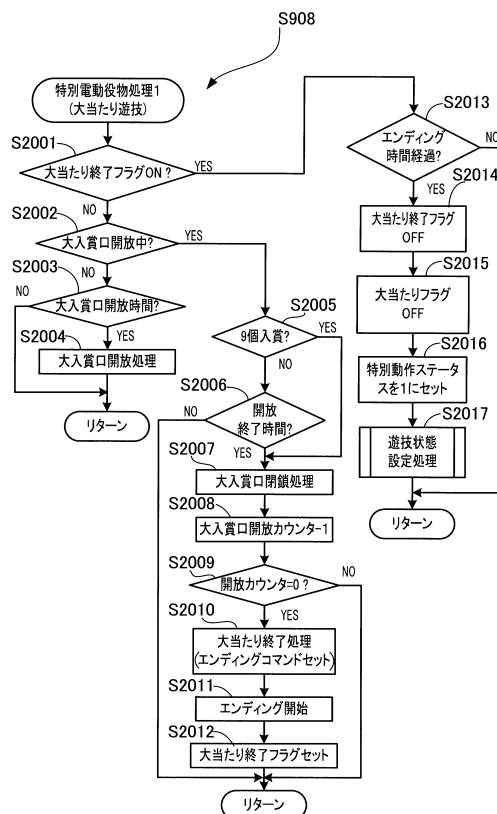 S908
特別電動役物処理1
(大当たり遊技)
S2001
大当たり終了フラグON?
YES
NO
S2002
大入賞口開放中?
YES
NO
S2003
NO
大入賞口開放時間?
YES
S2004
大入賞口開放処理
リターン
S2005
9個入賞?
YES
NO
S2006
NO
開放
終了時間?
YES
S2007
大入賞口閉鎖処理
S2008
大入賞口開放カウンター1
S2009
開放カウンタ=0?
NO
YES
S2010
大当たり終了処理
(エンディングコマンドセット)
S2011
エンディング開始
S2012
大当たり終了フラグセット
リターン
S2013
エンディング
時間経過?
NO
YES
S2014
大当たり終了フラグ
OFF
S2015
大当たりフラグ
OFF
S2016
特別動作ステータ
スを1にセット
S2017
遊技状態
設定処理
リターン